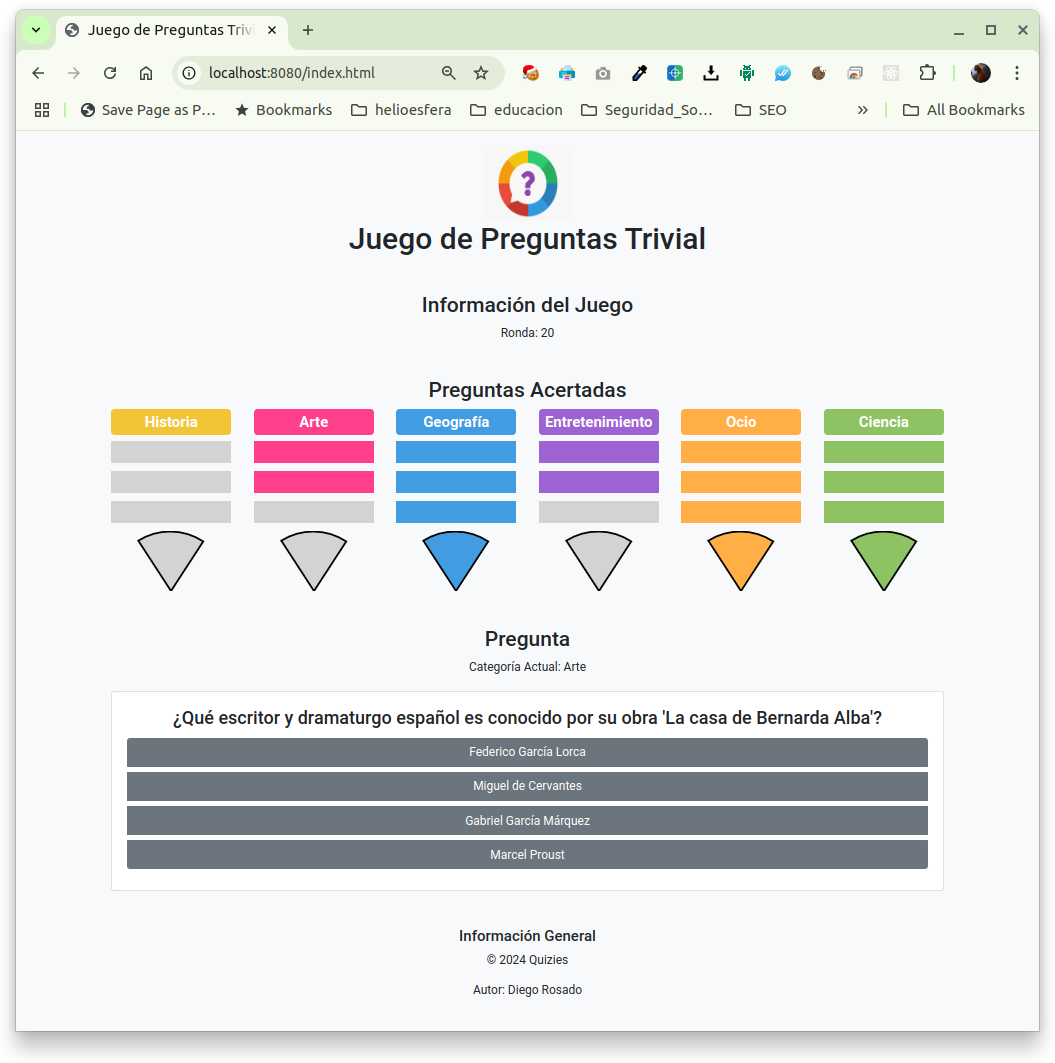 Juego de Preguntas Trivi
localhost:8080/index.html
Save Page as P...
Bookmarks
helioesfera
educacion
Seguridad_So...
SEO
»
All Bookmarks
?
Juego de Preguntas Trivial
Información del Juego
Ronda: 20
Preguntas Acertadas
Historia
Arte
Geografía
Entretenimiento
Ocio
Ciencia
Pregunta
Categoría Actual: Arte
¿Qué escritor y dramaturgo español es conocido por su obra 'La casa de Bernarda Alba'?
Federico García Lorca
Miguel de Cervantes
Gabriel García Márquez
Marcel Proust
Información General
© 2024 Quizies
Autor: Diego Rosado